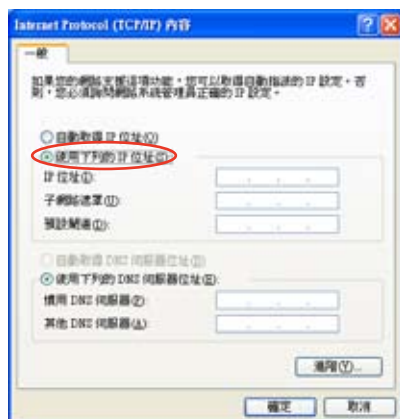 Internet Protocol (TCP/IP) 內容
一般
如果您的網路支援這項功能，您可以取得自動指派的 IP 設定。否
則，您必須詢問網路系統管理員正確的 IP 設定。
自動取得 IP 位址(O)
使用下列的 IP 位址(S):
IP 位址(I):
子網路遮罩(U):
預設閘道(D):
自動取得 DNS 伺服器位址(B)
使用下列的 DNS 伺服器位址(E):
慣用 DNS 伺服器(P):
其他 DNS 伺服器(A):
進階(V)...
確定
取消